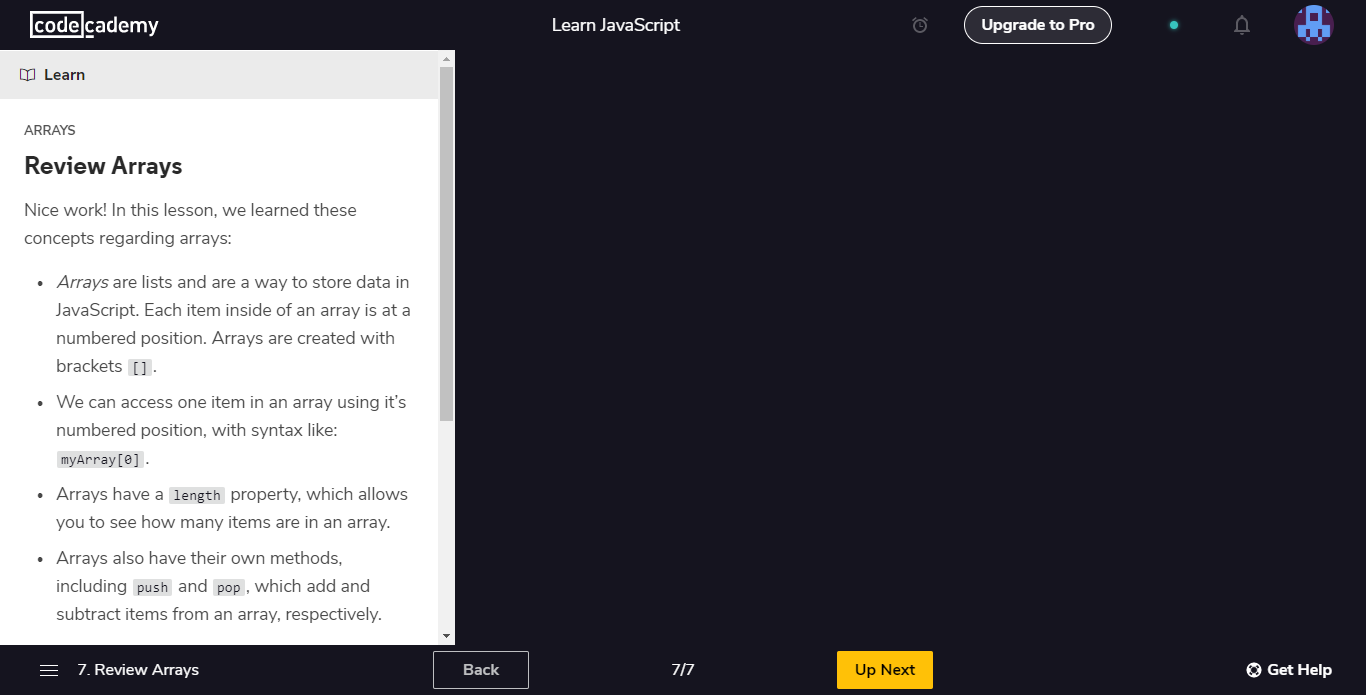 codecademy
Learn JavaScript
Upgrade to Pro
Learn
ARRAYS
Review Arrays
Nice work! In this lesson, we learned these
concepts regarding arrays:
• Arrays are lists and are a way to store data in
JavaScript. Each item inside of an array is at a
numbered position. Arrays are created with
brackets [].
• We can access one item in an array using it’s
numbered position, with syntax like:
myArray[0].
• Arrays have a length property, which allows
you to see how many items are in an array.
• Arrays also have their own methods,
including push and pop, which add and
subtract items from an array, respectively.
7. Review Arrays
Back
7/7
Up Next
Get Help